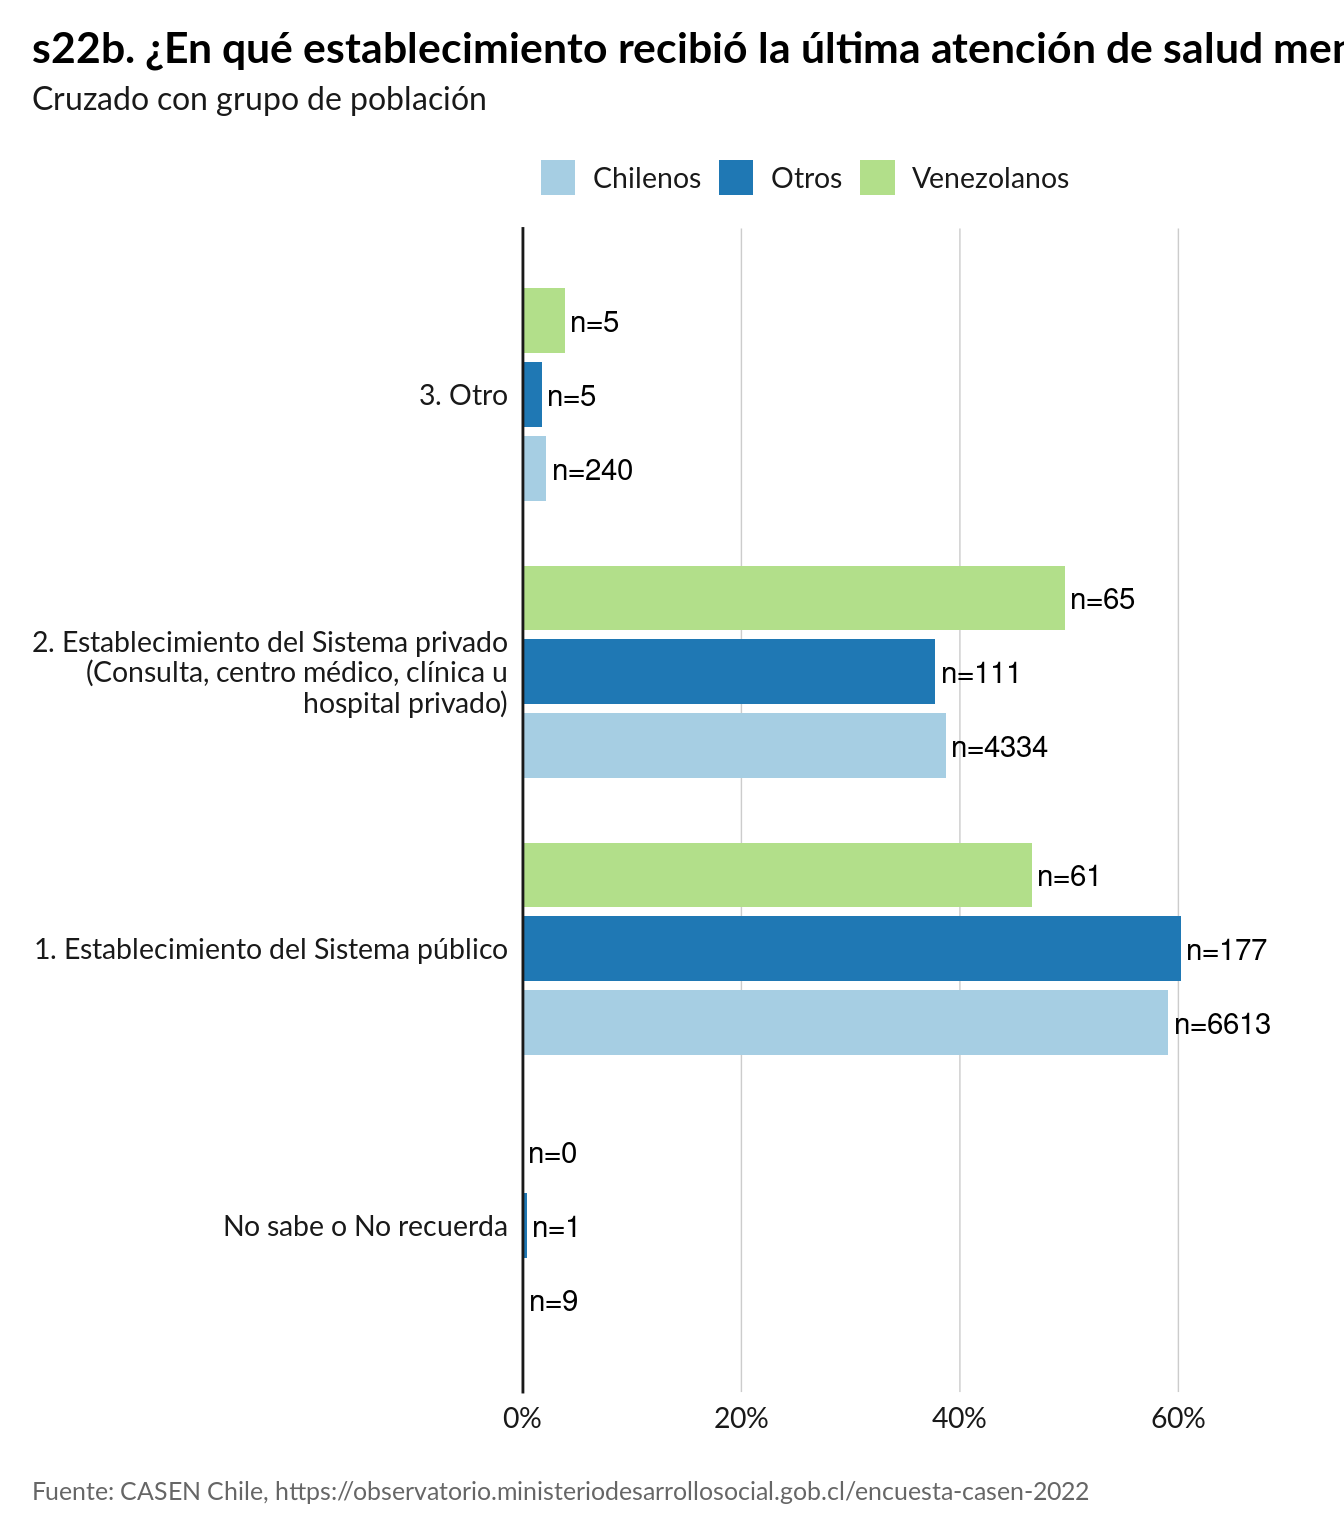 s22b. ¿En qué establecimiento recibió la última atención de salud
Cruzado con grupo de población
Chilenos Otros Venezolanos
n=5
3. Otro n=5
n=240
n=65
2. Establecimiento del Sistema privado
(Consulta, centro médico, clínica u
hospital privado)
n=111
n=4334
n=61
1. Establecimiento del Sistema público n=177
n=6613
n=0
No sabe o No recuerda n=1
n=9
0% 20% 40% 60%
Fuente: CASEN Chile, https://observatorio.ministeriodesarrollosocial.gob.cl/encuesta-casen-2022